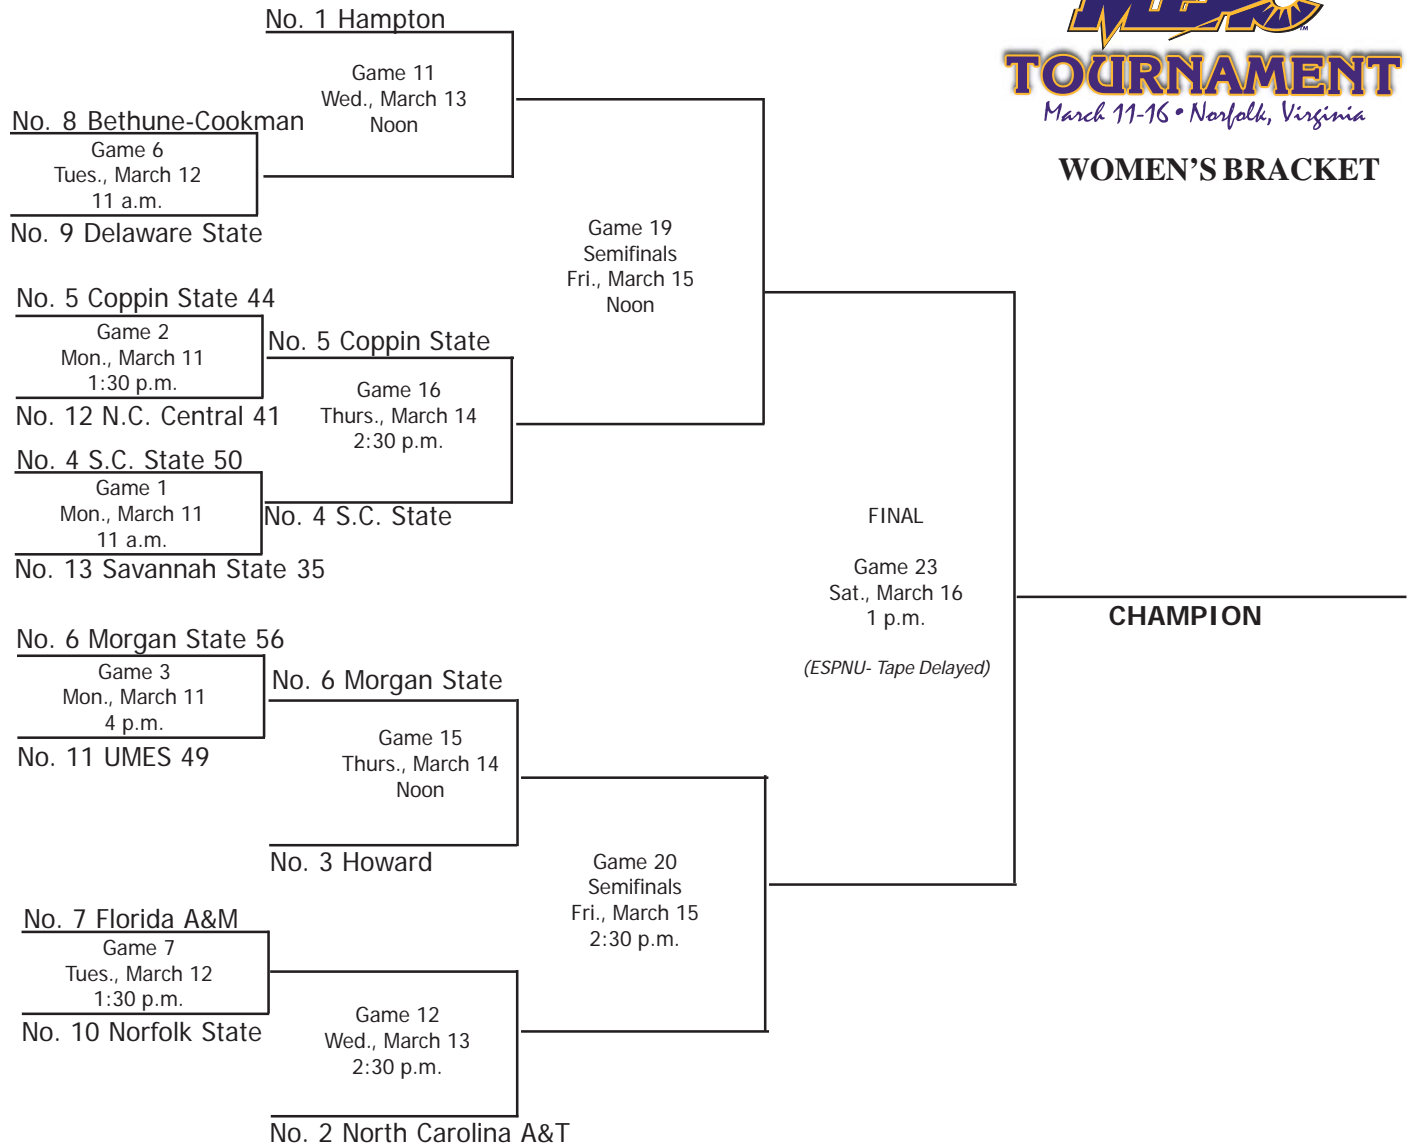 No. 1 Hampton
Game 11
Wed., March 13
Noon
No. 8 Bethune-Cookman
Game 6
Tues., March 12
11 a.m.
No. 9 Delaware State
MEAC
TM
TOURNAMENT
March 11-16 • Norfolk, Virginia
WOMEN'S BRACKET
Game 19
Semifinals
Fri., March 15
Noon
No. 5 Coppin State 44
Game 2
Mon., March 11
1:30 p.m.
No. 12 N.C. Central 41
No. 5 Coppin State
Game 16
Thurs., March 14
2:30 p.m.
No. 4 S.C. State 50
Game 1
Mon., March 11
11 a.m.
No. 13 Savannah State 35
No. 4 S.C. State
FINAL
Game 23
Sat., March 16
1 p.m.
(ESPNU- Tape Delayed)
CHAMPION
No. 6 Morgan State 56
Game 3
Mon., March 11
4 p.m.
No. 11 UMES 49
No. 6 Morgan State
Game 15
Thurs., March 14
Noon
No. 3 Howard
Game 20
Semifinals
Fri., March 15
2:30 p.m.
No. 7 Florida A&M
Game 7
Tues., March 12
1:30 p.m.
No. 10 Norfolk State
Game 12
Wed., March 13
2:30 p.m.
No. 2 North Carolina A&T